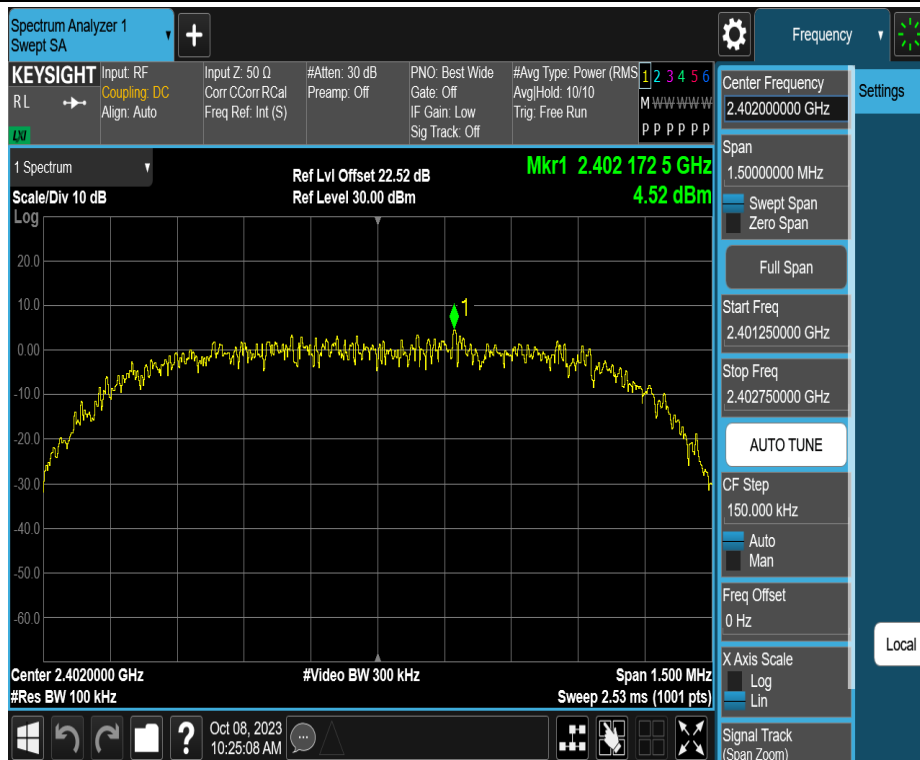 Spectrum Analyzer 1
Swept SA
Frequency
KEYSIGHT
R L
LXI
Input: RF
Coupling: DC
Align: Auto
Input Z: 50 Ω
Corr CCorr RCal
Freq Ref: Int (S)
#Atten: 30 dB
Preamp: Off
PNO: Best Wide
Gate: Off
IF Gain: Low
Sig Track: Off
#Avg Type: Power (RMS
Avg|Hold: 10/10
Trig: Free Run
1 2 3 4 5 6
M W W W W W
P P P P P P
1 Spectrum
Scale/Div 10 dB
Log
Ref Lvl Offset 22.52 dB
Ref Level 30.00 dBm
Mkr1 2.402 172 5 GHz
4.52 dBm
20.0
10.0
0.00
-10.0
-20.0
-30.0
-40.0
-50.0
-60.0
1
Center 2.4020000 GHz
#Res BW 100 kHz
#Video BW 300 kHz
Span 1.500 MHz
Sweep 2.53 ms (1001 pts)
Center Frequency
2.402000000 GHz
Span
1.50000000 MHz
Swept Span
Zero Span
Full Span
Start Freq
2.401250000 GHz
Stop Freq
2.402750000 GHz
AUTO TUNE
CF Step
150.000 kHz
Auto
Man
Freq Offset
0 Hz
X Axis Scale
Log
Lin
Signal Track
(Span Zoom)
Settings
Local
?
Oct 08, 2023
10:25:08 AM